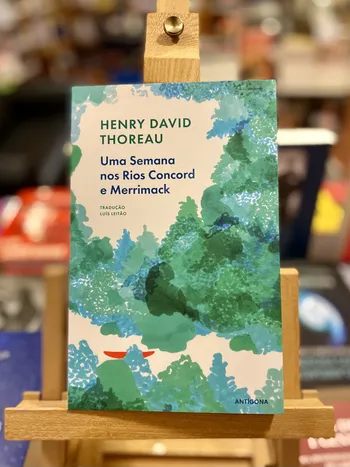 HENRY DAVID
THOREAU
Uma Semana
nos Rios Concord
e Merrimack
TRADUÇÃO
LUÍS LEITÃO
ANTÍGONA